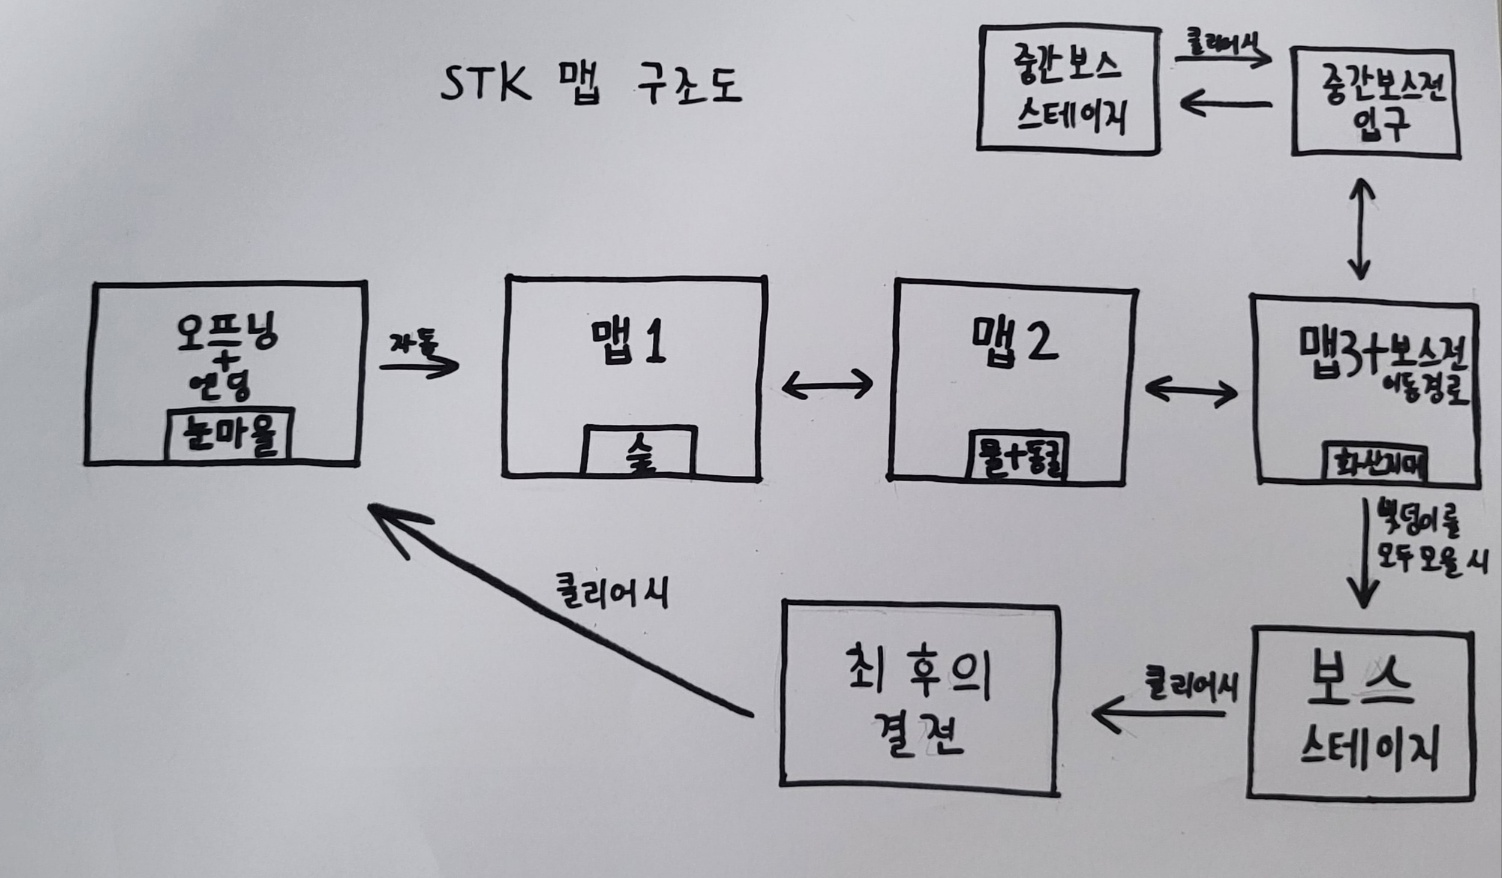 STK 맵 구조도
중간보스
스테이지
클리어시
중간보스전
입구
오프닝
+
엔딩
눈마을
자동
맵1
숲
맵2
물+동굴
맵3+보스전
이동경로
화산지대
빛덩이를
모두 모을 시
보스
스테이지
클리어시
최후의
결전
클리어시